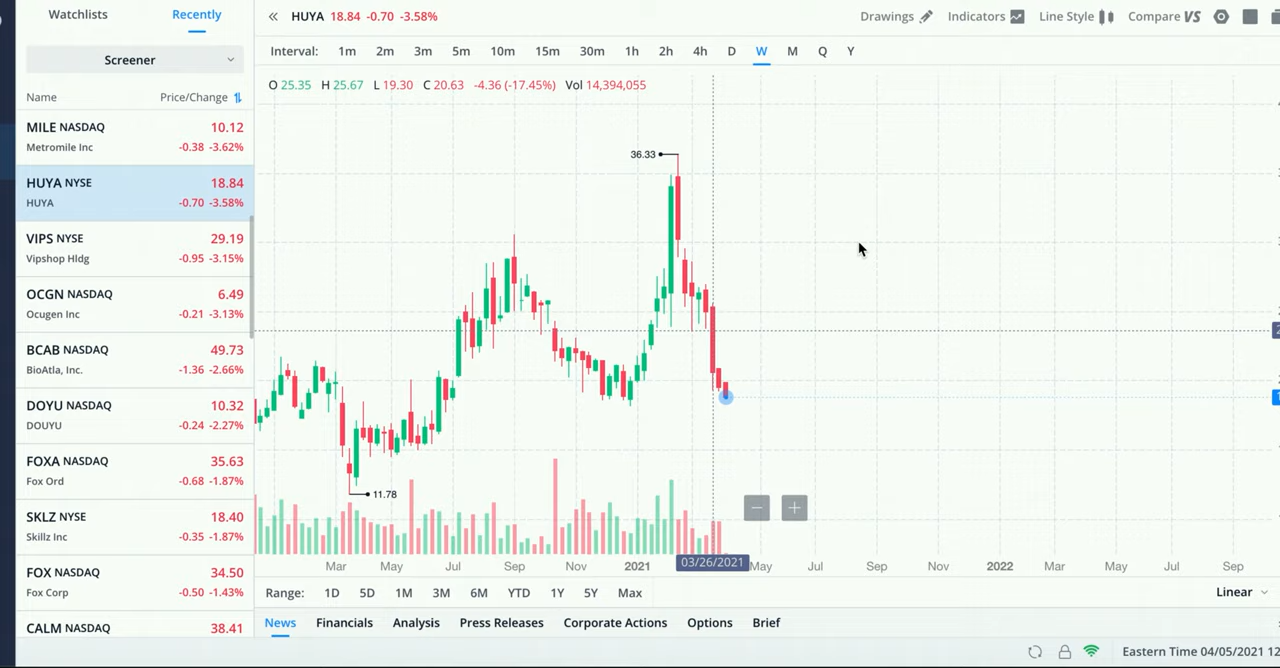 Watchlists Recently
Screener
Name Price/Change
MILE NASDAQ 10.12
Metromile Inc -0.38 -3.62%
HUYA NYSE 18.84
HUYA -0.70 -3.58%
VIPS NYSE 29.19
Vipshop Hldg -0.95 -3.15%
OCGN NASDAQ 6.49
Ocugen Inc -0.21 -3.13%
BCAB NASDAQ 49.73
BioAtla, Inc. -1.36 -2.66%
DOYU NASDAQ 10.32
DOUYU -0.24 -2.27%
FOXA NASDAQ 35.63
Fox Ord -0.68 -1.87%
SKLZ NYSE 18.40
Skillz Inc -0.35 -1.87%
FOX NASDAQ 34.50
Fox Corp -0.50 -1.43%
CALM NASDAQ 38.41
HUYA 18.84 -0.70 -3.58%
Drawings Indicators Line Style Compare VS
Interval: 1m 2m 3m 5m 10m 15m 30m 1h 2h 4h D W M Q Y
O 25.35 H 25.67 L 19.30 C 20.63 -4.36 (-17.45%) Vol 14,394,055
36.33
11.78
Mar May Jul Sep Nov 2021 03/26/2021 May Jul Sep Nov 2022 Mar May Jul Sep
Range: 1D 5D 1M 3M 6M YTD 1Y 5Y Max Linear
News Financials Analysis Press Releases Corporate Actions Options Brief
Eastern Time 04/05/2021 12